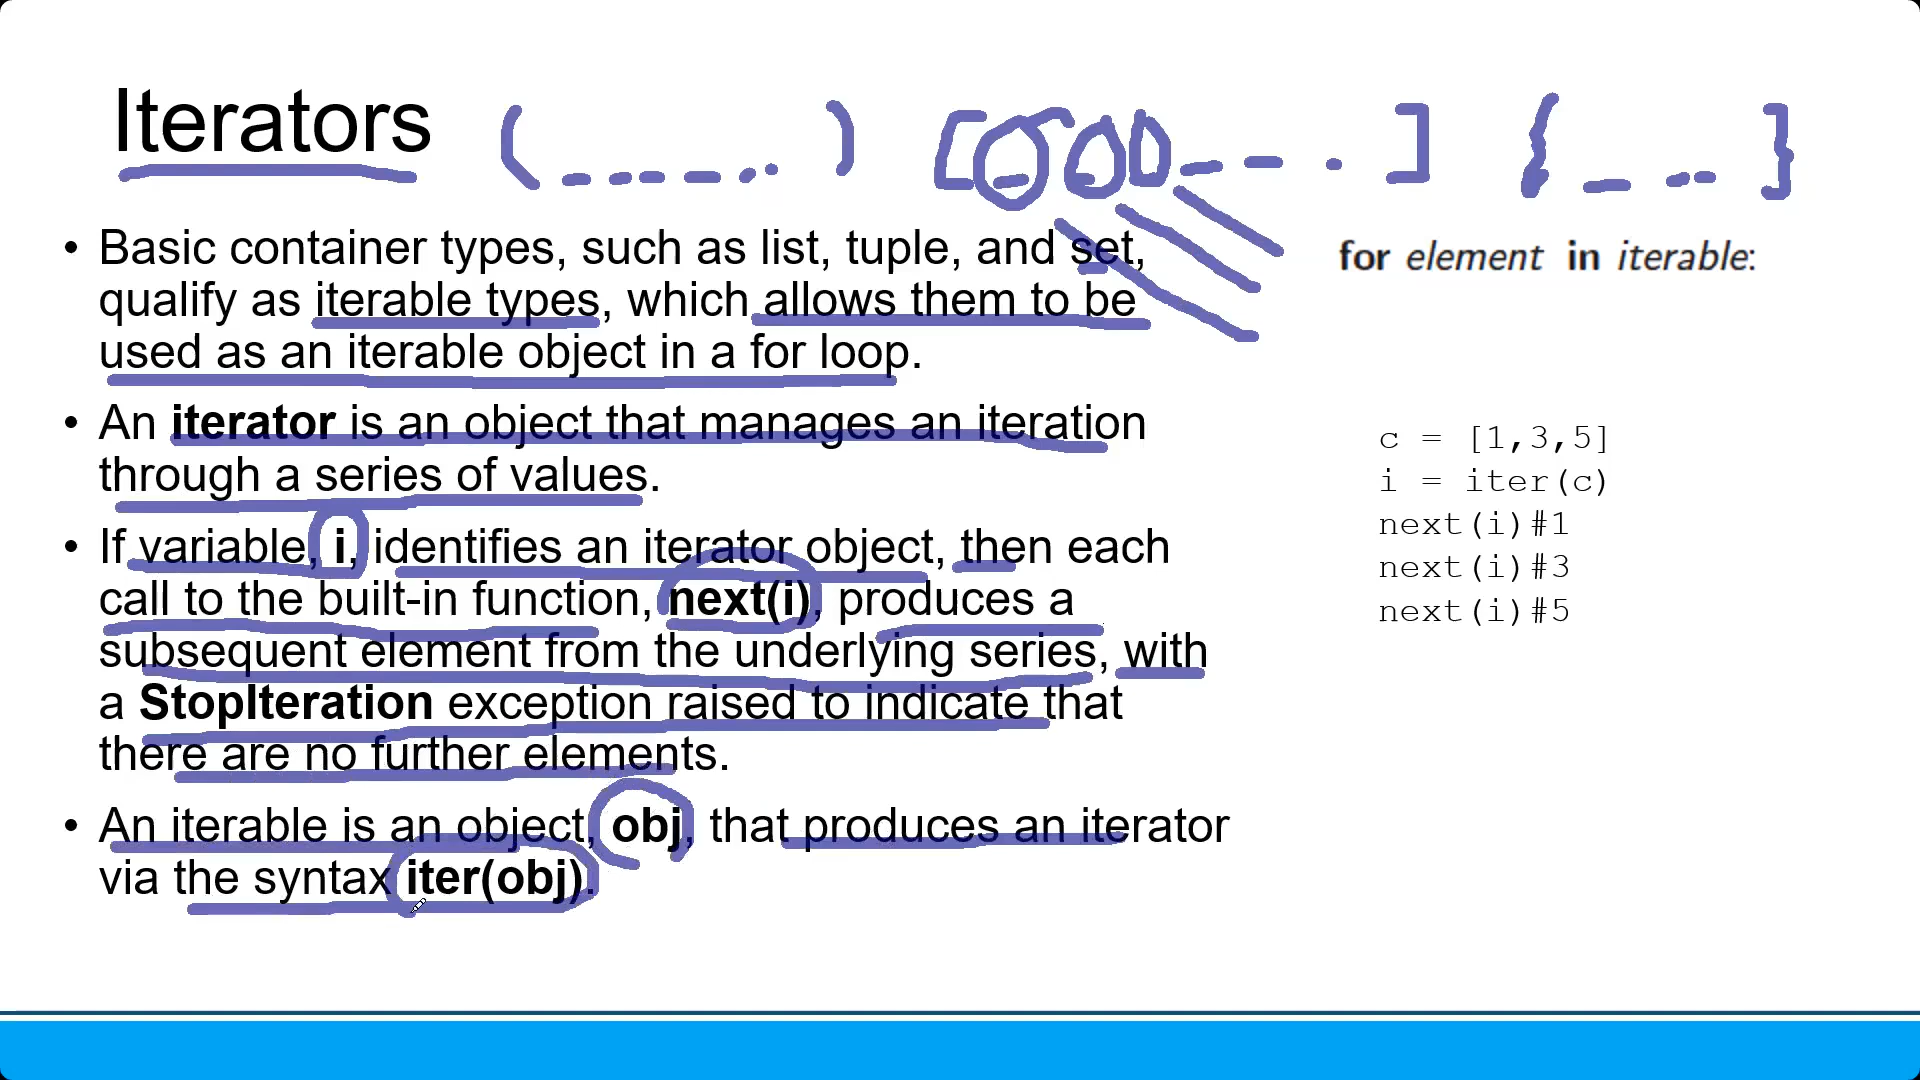 Iterators
• Basic container types, such as list, tuple, and set,
qualify as iterable types, which allows them to be
used as an iterable object in a for loop.
• An iterator is an object that manages an iteration
through a series of values.
• If variable, i, identifies an iterator object, then each
call to the built-in function, next(i), produces a
subsequent element from the underlying series, with
a StopIteration exception raised to indicate that
there are no further elements.
• An iterable is an object, obj, that produces an iterator
via the syntax iter(obj).
for element in iterable:
c = [1,3,5]
i = iter(c)
next(i)#1
next(i)#3
next(i)#5